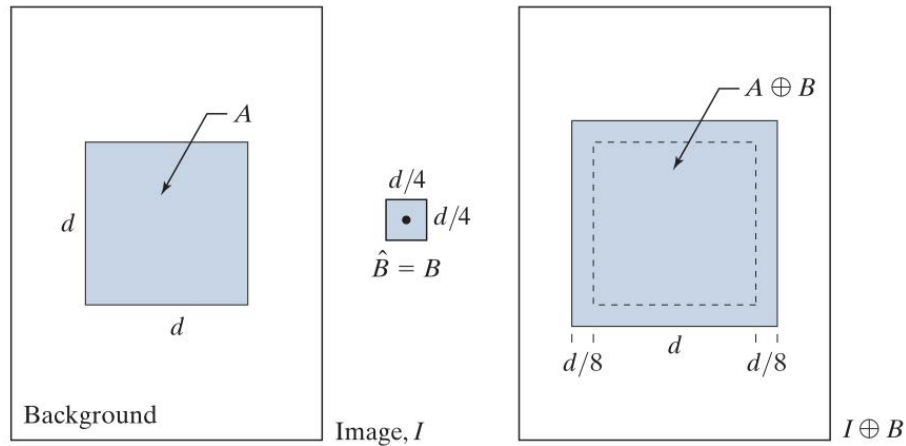 A
d
d
Background
Image, I
d/4
d/4
B̂ = B
A ⊕ B
d/8
d
d/8
I ⊕ B